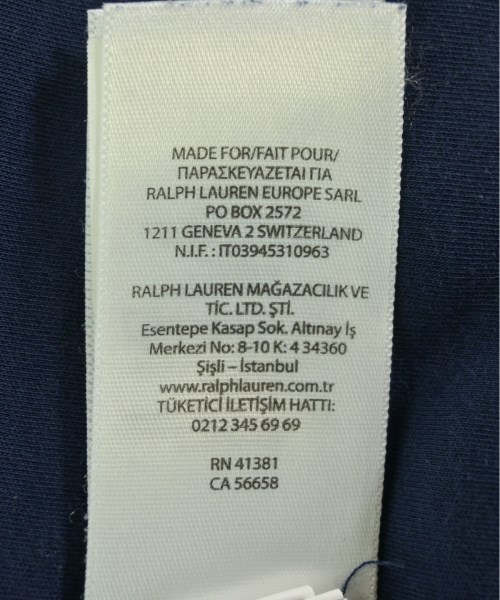 MADE FOR/FAIT POUR/
ΠΑΡΑΣΚΕΥΑΖΕΤΑΙ ΓΙΑ
RALPH LAUREN EUROPE SARL
PO BOX 2572
1211 GENEVA 2 SWITZERLAND
N.I.F. : IT03945310963
RALPH LAUREN MAĞAZACILIK VE
TİC. LTD. ŞTİ.
Esentepe Kasap Sok. Altınay İş
Merkezi No: 8-10 K: 4 34360
Şişli – İstanbul
www.ralphlauren.com.tr
TÜKETİCİ İLETİŞİM HATTI:
0212 345 69 69
RN 41381
CA 56658